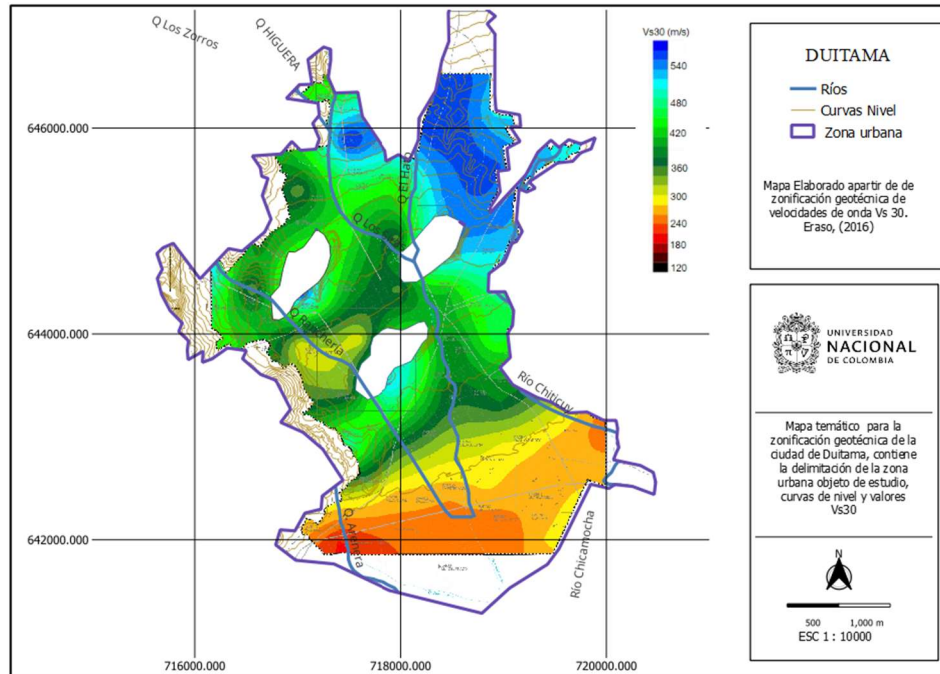 Q Los Zorros
Q HIGUERA
Vs30 (m/s)
540
480
420
360
300
240
180
120
646000.000
644000.000
642000.000
716000.000
718000.000
720000.000
Q El Hato
Q Los
Q R
Río Chiticuy
Q. Arenera
Río Chicamocha
DUITAMA
Ríos
Curvas Nivel
Zona urbana
Mapa Elaborado apartir de de
zonificación geotécnica de
velocidades de onda Vs 30.
Eraso, (2016)
UNIVERSIDAD
NACIONAL
DE COLOMBIA
Mapa temático para la
zonificación geotécnica de la
ciudad de Duitama, contiene
la delimitación de la zona
urbana objeto de estudio,
curvas de nivel y valores
Vs30
N
500
1,000 m
ESC 1 : 10000